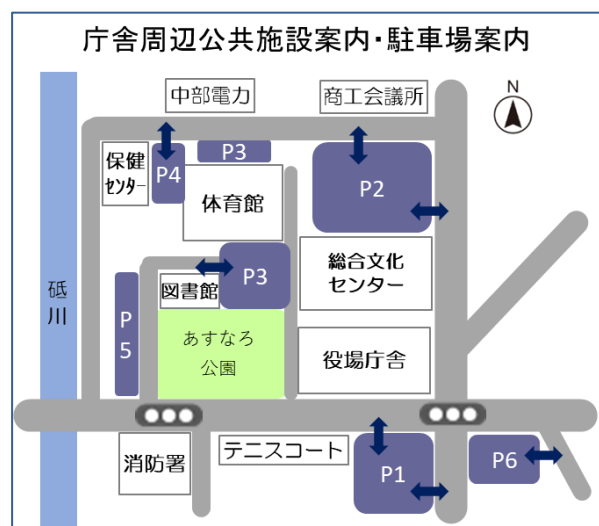 庁舎周辺公共施設案内・駐車場案内
中部電力
商工会議所
N
保健
センター
P4
P3
体育館
P2
砥川
P3
図書館
総合文化
センター
P
5
あすなろ
公園
役場庁舎
消防署
テニスコート
P1
P6